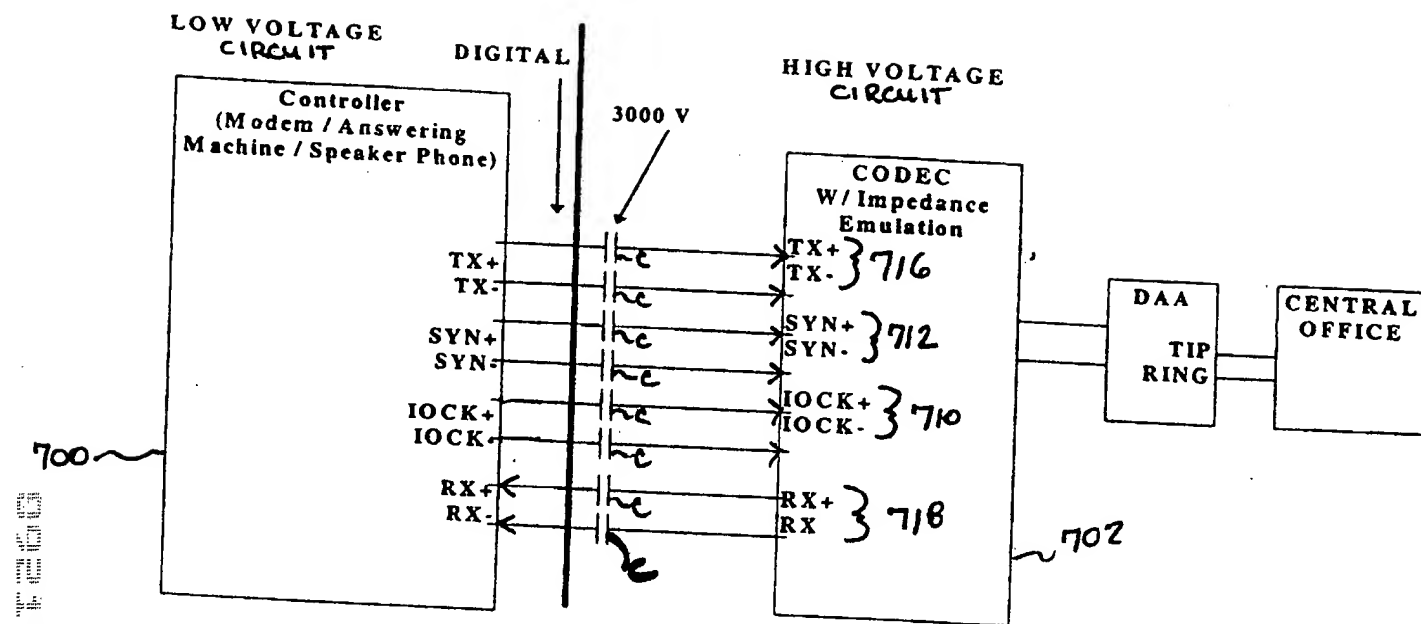 LOW VOLTAGE
CIRCUIT
DIGITAL
HIGH VOLTAGE
CIRCUIT
3000 V
Controller
(Modem / Answering
Machine / Speaker Phone)
CODEC
W/ Impedance
Emulation
TX+
TX-
SYN+
SYN-
IOCK+
IOCK-
RX+
RX-
c
c
c
c
c
c
c
c
TX+
TX-
716
SYN+
SYN-
712
IOCK+
IOCK-
710
RX+
RX
718
DAA
TIP
RING
CENTRAL
OFFICE
700
702